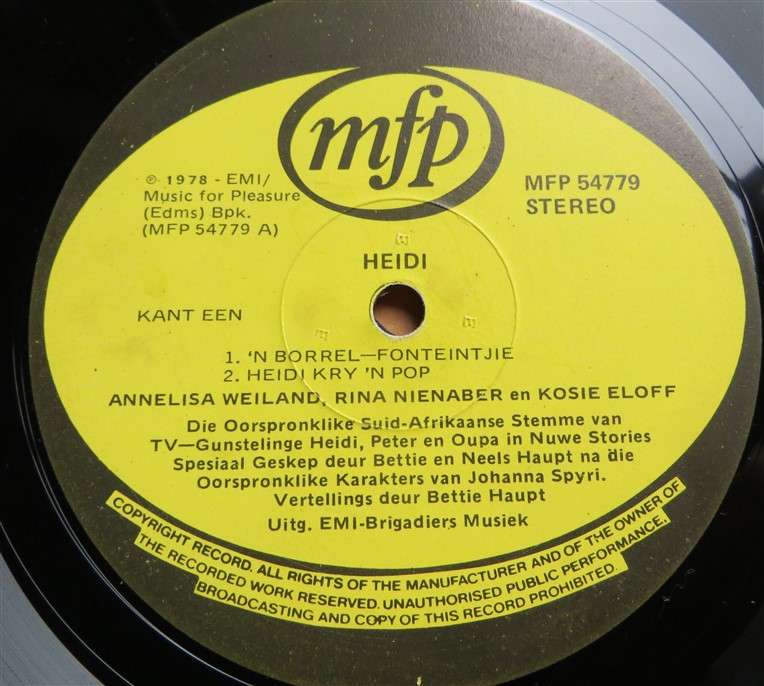 mfp
℗ 1978 - EMI/
Music for Pleasure
(Edms) Bpk.
(MFP 54779 A)
MFP 54779
STEREO
HEIDI
KANT EEN
1. 'N BORREL—FONTEINTJIE
2. HEIDI KRY 'N POP
ANNELISA WEILAND, RINA NIENABER en KOSIE ELOFF
Die Oorspronklike Suid-Afrikaanse Stemme van
TV—Gunstelinge Heidi, Peter en Oupa in Nuwe Stories
Spesiaal Geskep deur Bettie en Neels Haupt na die
Oorspronklike Karakters van Johanna Spyri.
Vertellings deur Bettie Haupt
Uitg. EMI-Brigadiers Musiek
COPYRIGHT RECORD. ALL RIGHTS OF THE MANUFACTURER AND OF THE OWNER OF
THE RECORDED WORK RESERVED. UNAUTHORISED PUBLIC PERFORMANCE,
BROADCASTING AND COPY OF THIS RECORD PROHIBITED.